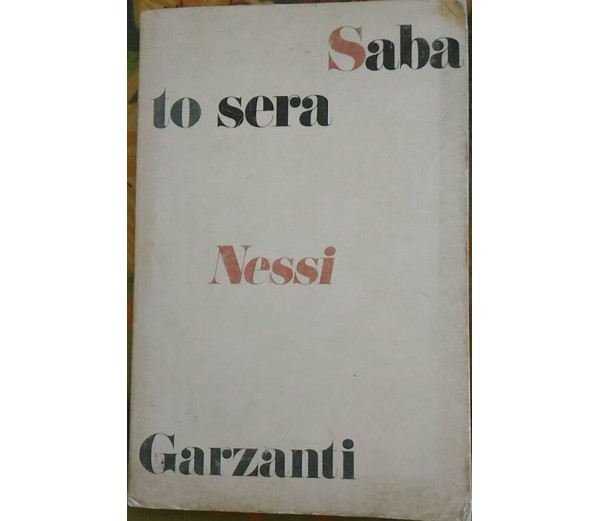 Saba
to sera
Nessi
Garzanti